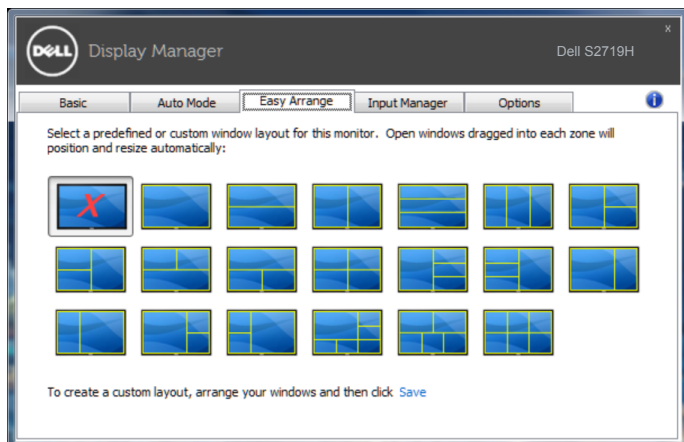 x
DELL Display Manager Dell S2719H
Basic Auto Mode Easy Arrange Input Manager Options i
Select a predefined or custom window layout for this monitor. Open windows dragged into each zone will
position and resize automatically:
X
To create a custom layout, arrange your windows and then click Save